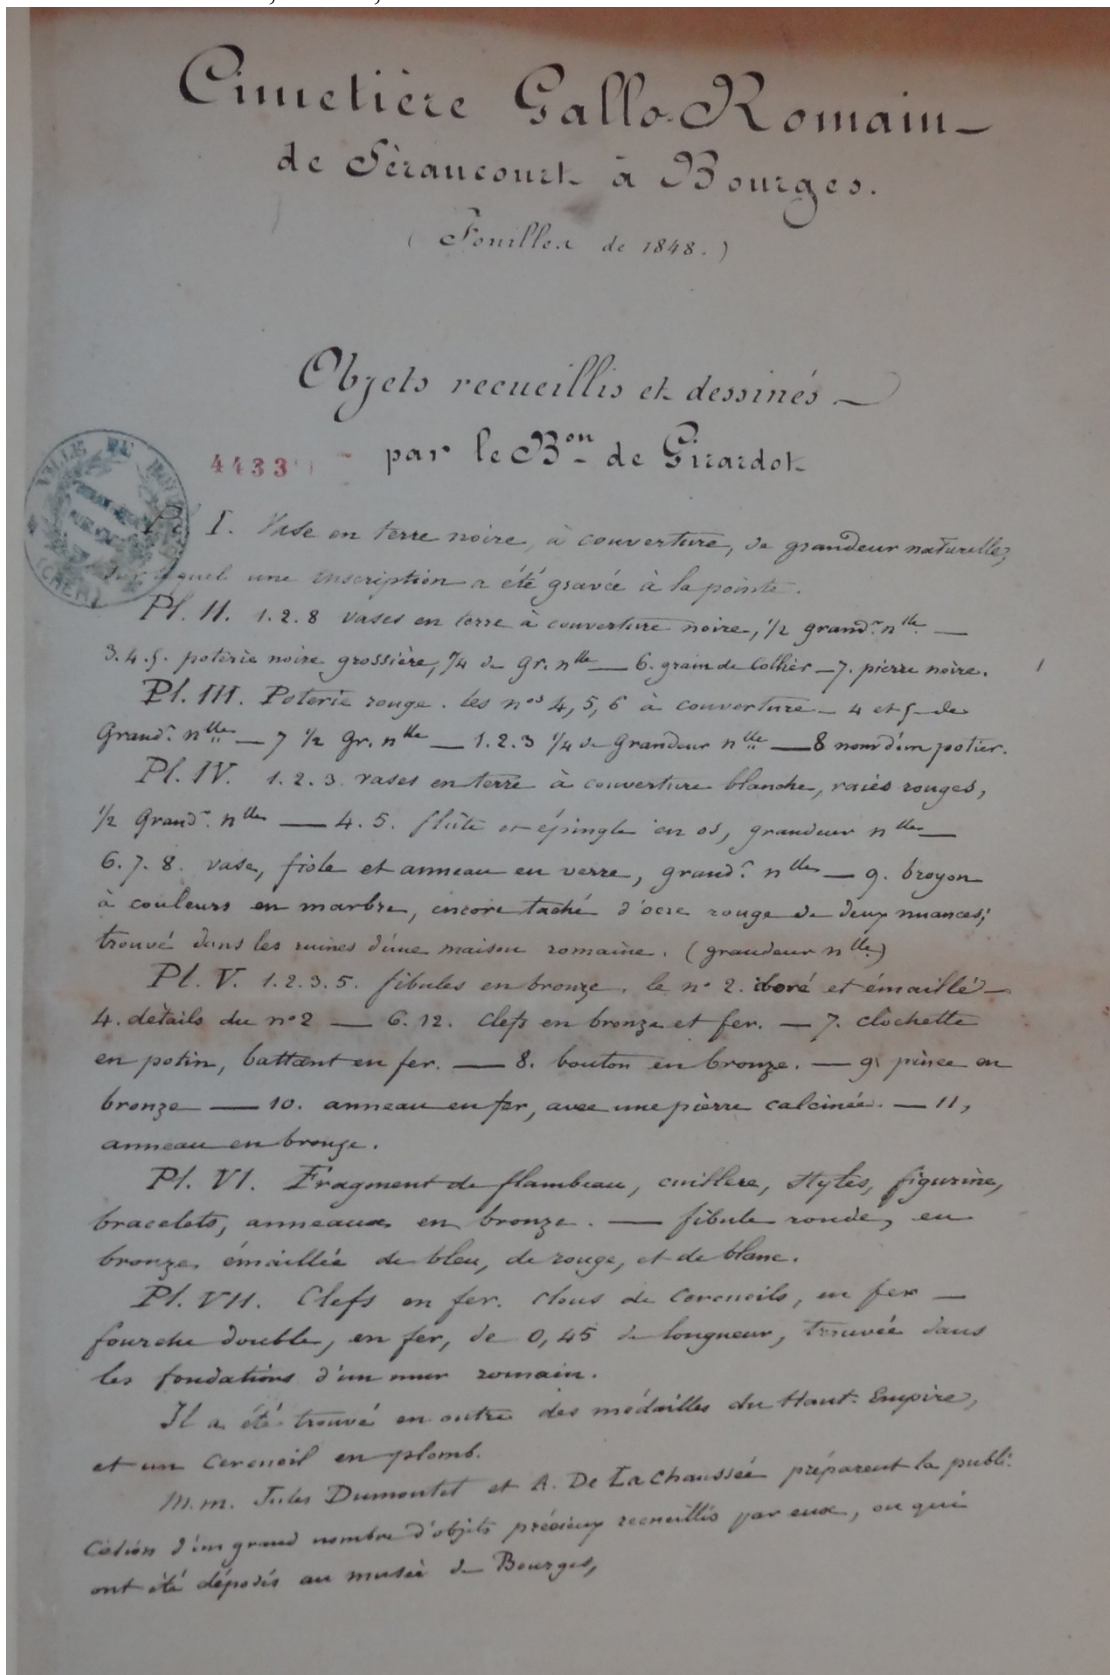 Cimetière Gallo-Romain
de Sérancourt à Bourges.
( Fouilles de 1848. )
Objets recueillis et dessinés
par le Bon de Girardot
4433
VILLE DE
(CHER)
Pl. I. Vase en terre noire, à couverture, de grandeur naturelle,
sur lequel une inscription a été gravée à la pointe.
Pl. II. 1. 2. 8 vases en terre à couverture noire, 1/2 grandr. nlle. —
3. 4. 5. poterie noire grossière, 1/4 de gr. nlle — 6. grain de collier — 7. pierre noire.
Pl. III. Poterie rouge. les nos 4, 5, 6 à couverture — 4 et 5 de
Grandr. nlle — 7 1/2 Gr. nlle — 1. 2. 3 1/4 de Grandeur nlle — 8 nom d'un potier.
Pl. IV. 1. 2. 3. vases en terre à couverture blanche, raiés rouges,
1/2 Grandr. nlle — 4. 5. flûte et épingle en os, grandeur nlle —
6. 7. 8. vase, fiole et anneau en verre, grandr. nlle — 9. broyon
à couleurs en marbre, encore taché d'ocre rouge de deux nuances;
trouvé dans les ruines d'une maison romaine. (grandeur nlle)
Pl. V. 1. 2. 3. 5. fibules en bronze. le no 2. doré et émaillé —
4. détails du no 2 — 6. 12. Clefs en bronze et fer. — 7. clochette
en potin, battant en fer. — 8. bouton en bronze. — 9. pince en
bronze — 10. anneau en fer, avec une pierre calcinée. — 11,
anneau en bronze.
Pl. VI. Fragment de flambeau, cuillere, Styles, figurine,
bracelets, anneaux en bronze. — fibule ronde, en
bronze émaillée de bleu, de rouge, et de blanc.
Pl. VII. Clefs en fer. Clous de Cercueils, en fer —
fourche double, en fer, de 0,45 de longueur, trouvée dans
les fondations d'un mur romain.
Il a été trouvé en outre des médailles du Haut-Empire,
et un Cercueil en plomb.
M.m. Jules Dumoutet et A. De La Chaussée préparent la publi-
cation d'un grand nombre d'objets précieux recueillis par eux, ou qui
ont été déposés au musée de Bourges,